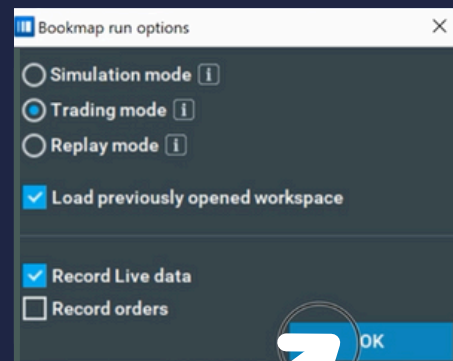 Bookmap run options
Simulation mode i
Trading mode i
Replay mode i
Load previously opened workspace
Record Live data
Record orders
OK